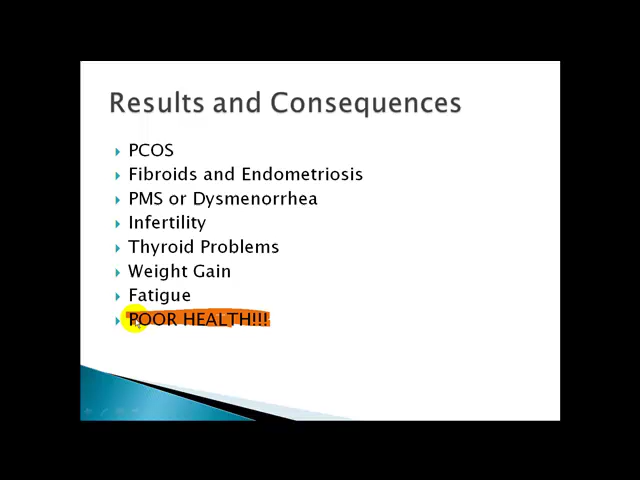 Results and Consequences
PCOS
Fibroids and Endometriosis
PMS or Dysmenorrhea
Infertility
Thyroid Problems
Weight Gain
Fatigue
POOR HEALTH!!!